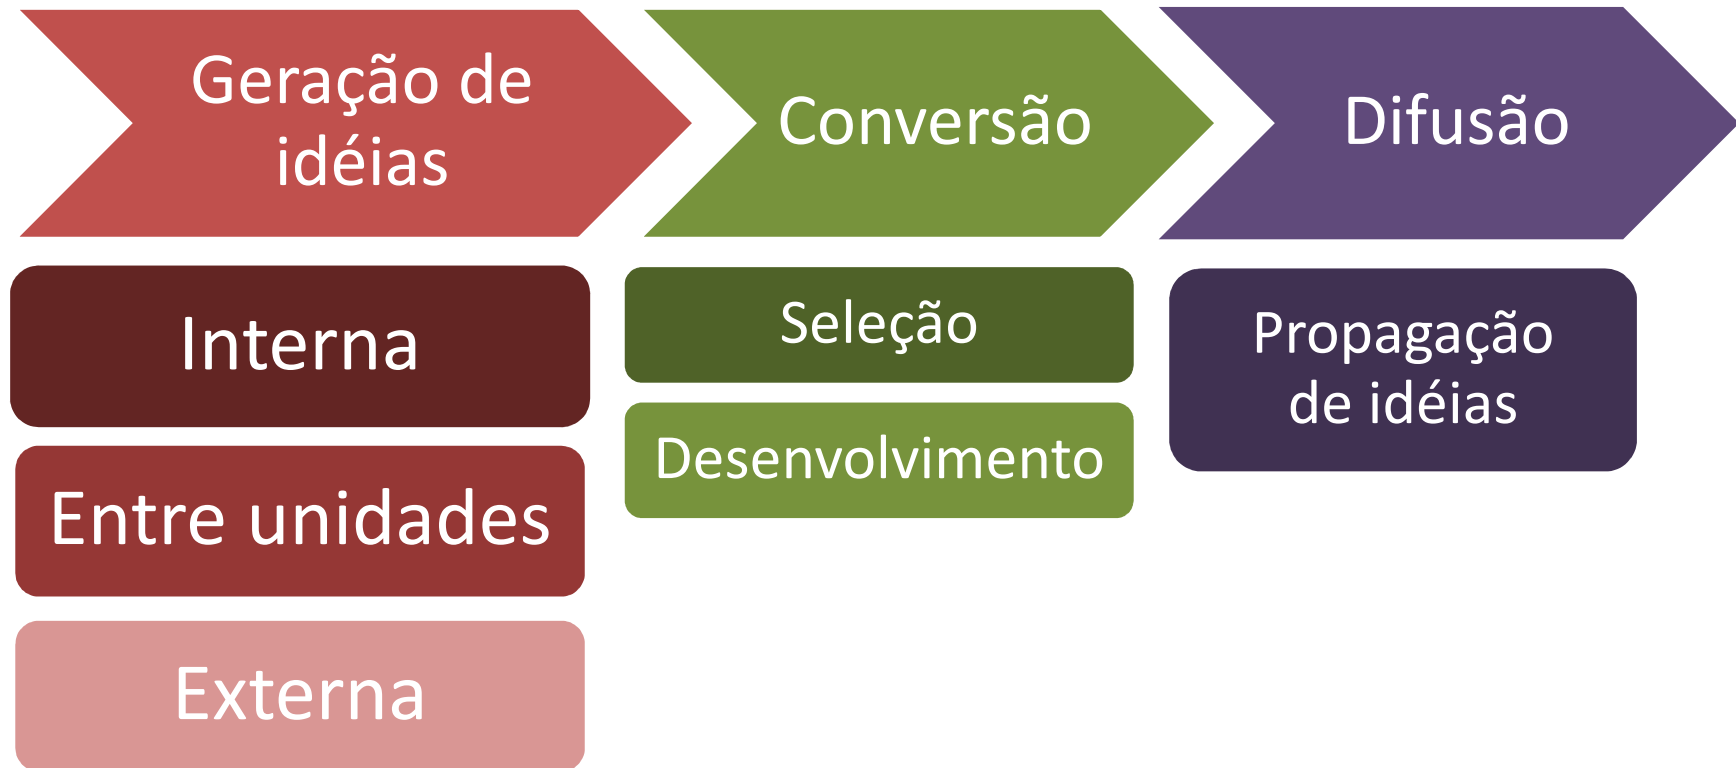 Geração de
idéias
Conversão
Difusão
Interna
Entre unidades
Externa
Seleção
Desenvolvimento
Propagação
de idéias